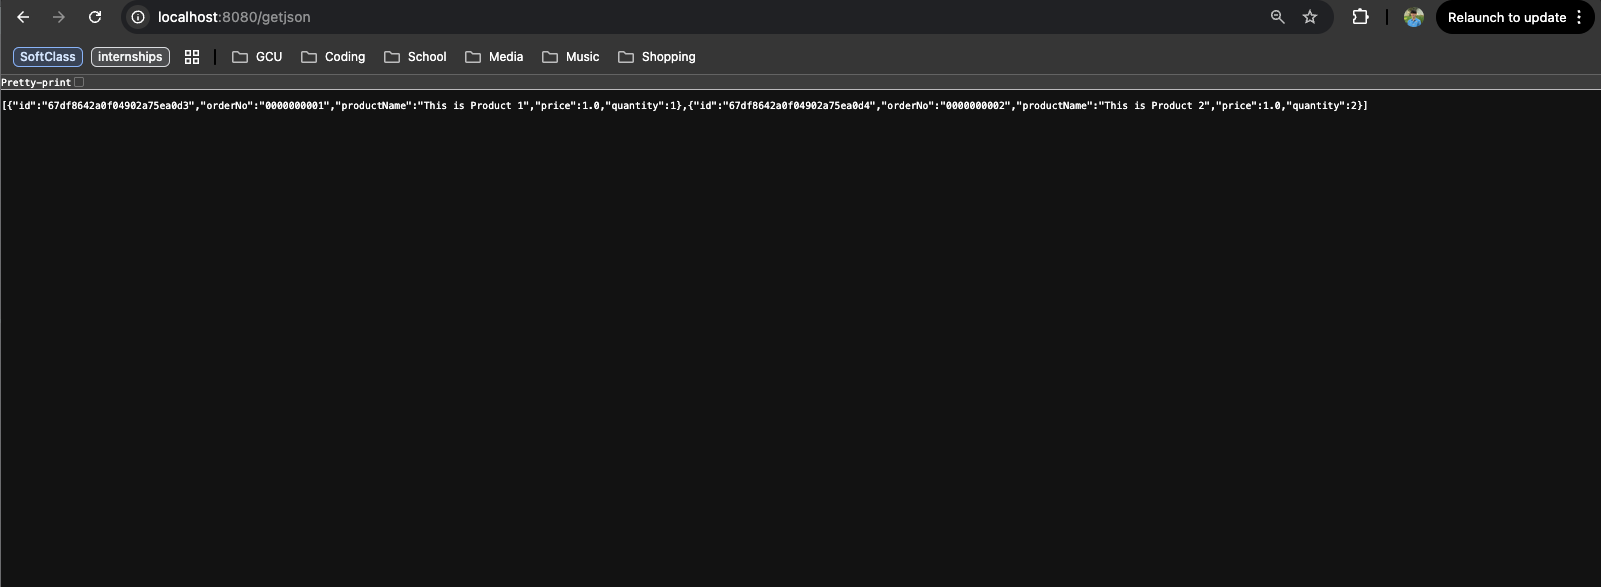 localhost:8080/getjson
Relaunch to update
SoftClass internships GCU Coding School Media Music Shopping
Pretty-print
[{"id":"67df8642a0f04902a75ea0d3","orderNo":"0000000001","productName":"This is Product 1","price":1.0,"quantity":1},{"id":"67df8642a0f04902a75ea0d4","orderNo":"0000000002","productName":"This is Product 2","price":1.0,"quantity":2}]